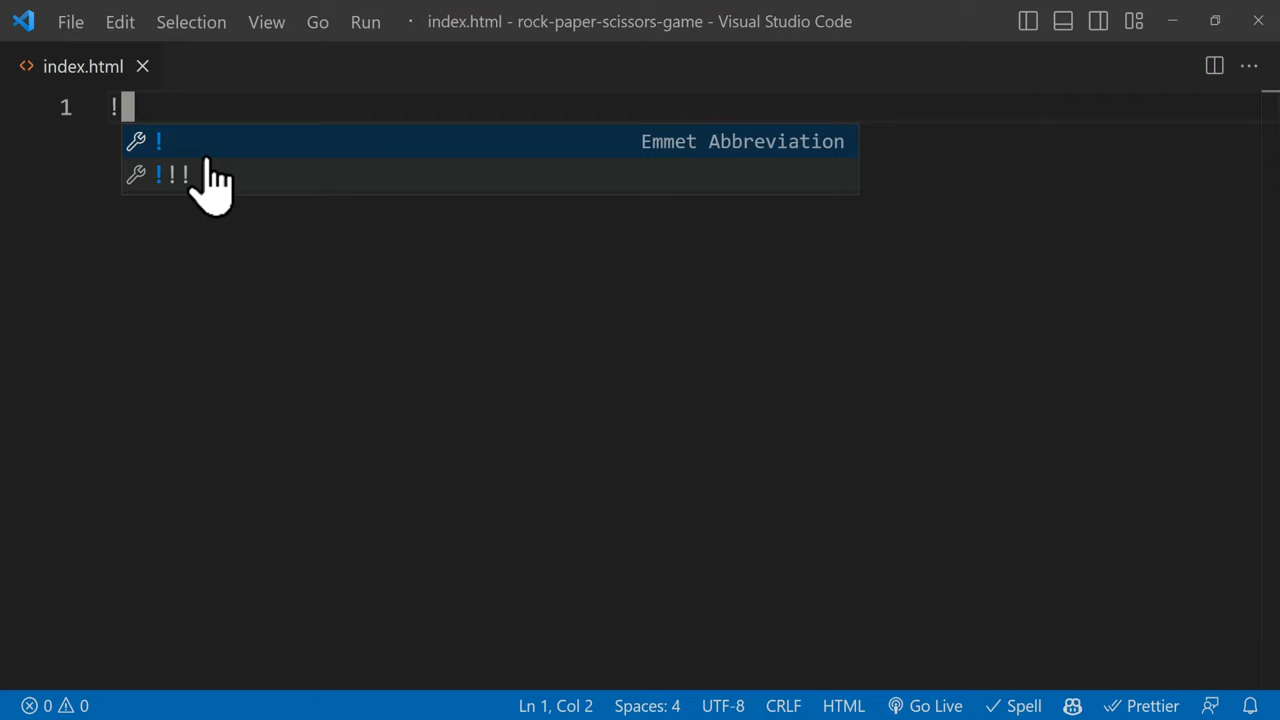 File Edit Selection View Go Run • index.html - rock-paper-scissors-game - Visual Studio Code
<> index.html
1 !
! Emmet Abbreviation
!!!
0 0 Ln 1, Col 2 Spaces: 4 UTF-8 CRLF HTML Go Live Spell Prettier